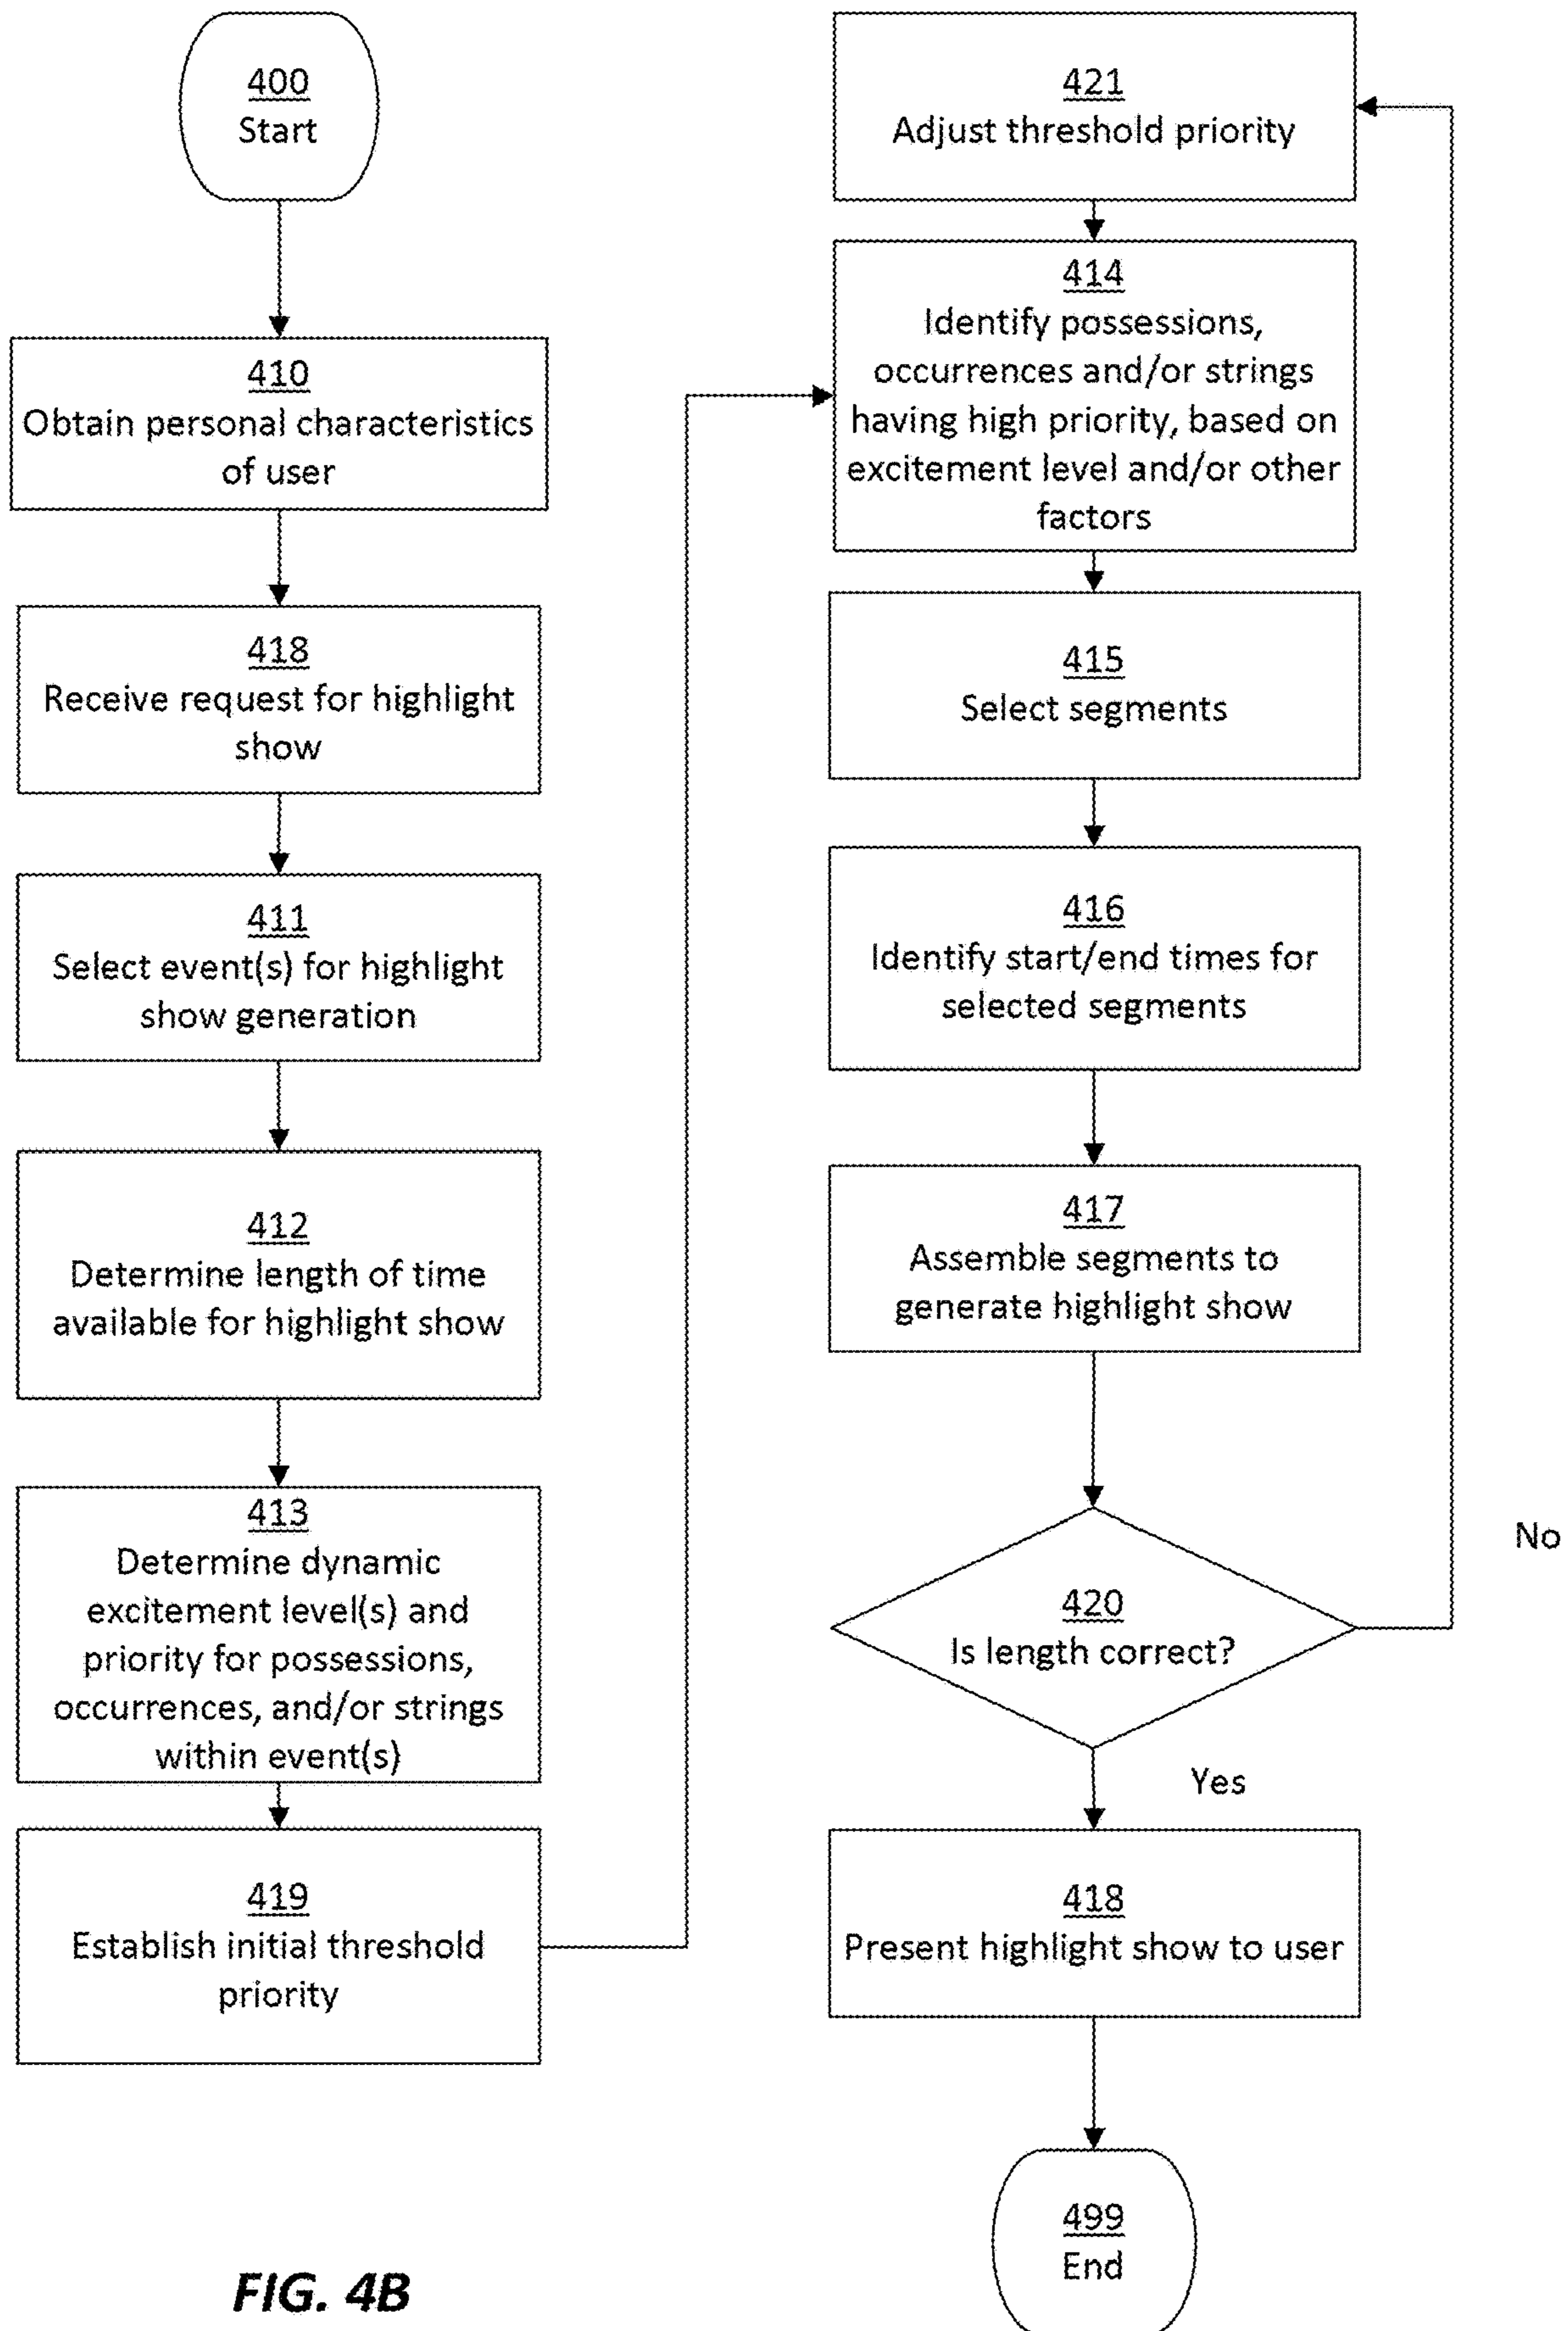 400
Start
410
Obtain personal characteristics
of user
418
Receive request for highlight
show
411
Select event(s) for highlight
show generation
412
Determine length of time
available for highlight show
413
Determine dynamic
excitement level(s) and
priority for possessions,
occurrences, and/or strings
within event(s)
419
Establish initial threshold
priority
421
Adjust threshold priority
414
Identify possessions,
occurrences and/or strings
having high priority, based on
excitement level and/or other
factors
415
Select segments
416
Identify start/end times for
selected segments
417
Assemble segments to
generate highlight show
420
Is length correct?
No
Yes
418
Present highlight show to user
499
End
FIG. 4B